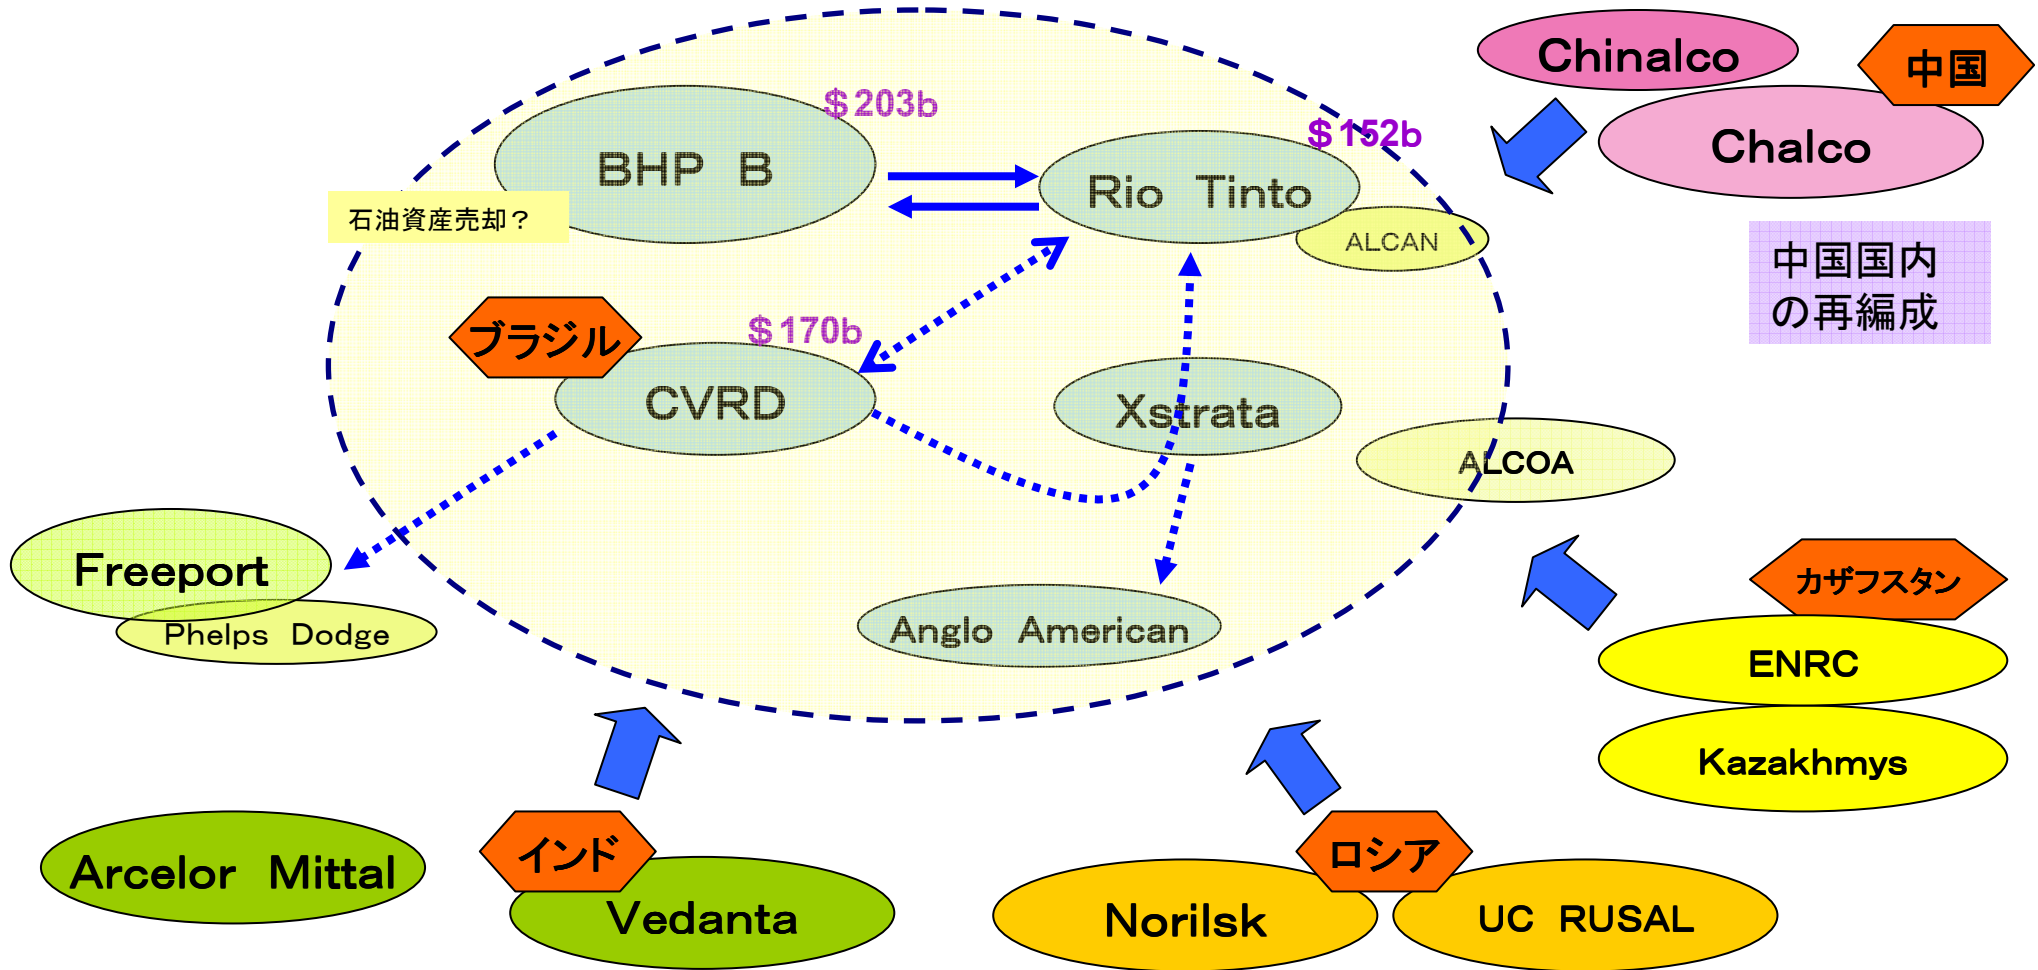 Chinalco
中国
Chalco
＄203b
＄152b
BHP B
Rio Tinto
石油資産売却？
ALCAN
中国国内
の再編成
ブラジル
＄170b
CVRD
Xstrata
ALCOA
Freeport
Phelps Dodge
カザフスタン
Anglo American
ENRC
Kazakhmys
Arcelor Mittal
インド
ロシア
Vedanta
Norilsk
UC RUSAL